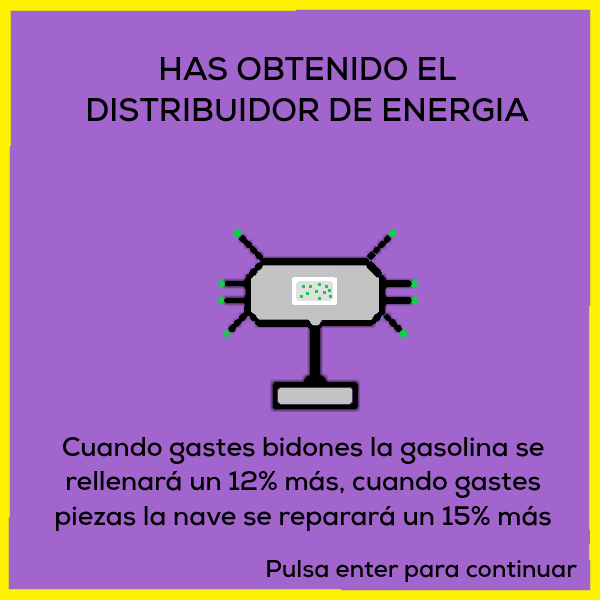 HAS OBTENIDO EL
DISTRIBUIDOR DE ENERGIA
Cuando gastes bidones la gasolina se
rellenará un 12% más, cuando gastes
piezas la nave se reparará un 15% más
Pulsa enter para continuar